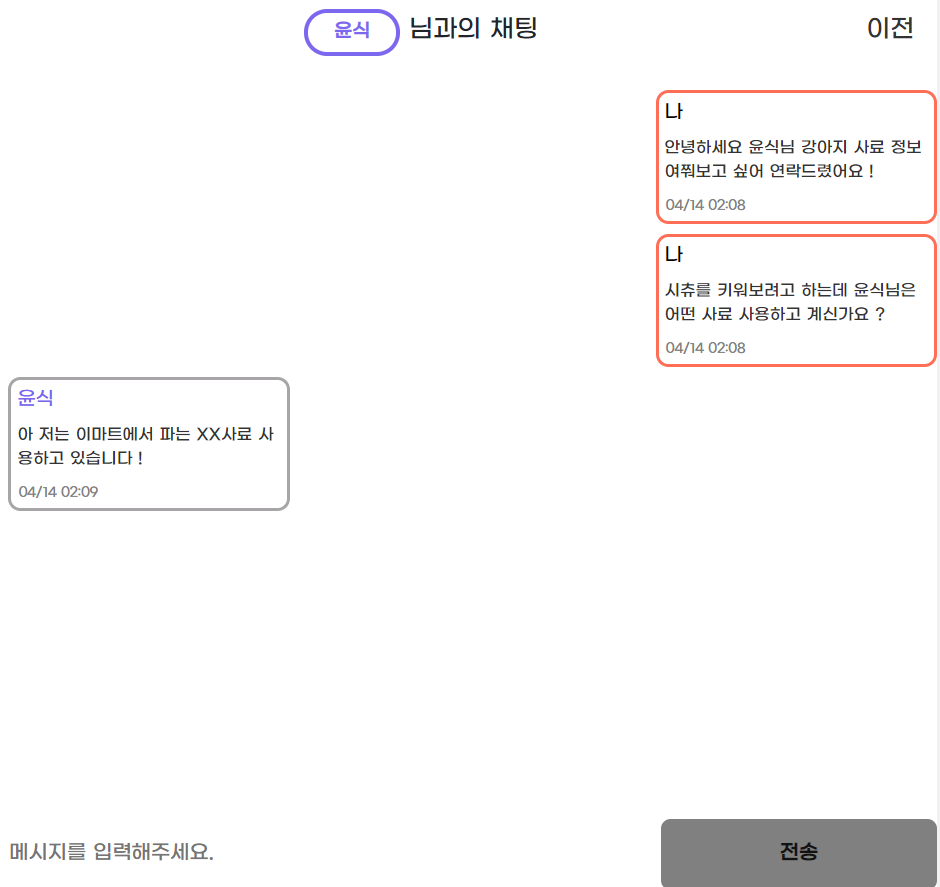 윤식 님과의 채팅 이전
나
안녕하세요 윤식님 강아지 사료 정보
여쭤보고 싶어 연락드렸어요 !
04/14 02:08
나
시츄를 키워보려고 하는데 윤식님은
어떤 사료 사용하고 계신가요 ?
04/14 02:08
윤식
아 저는 이마트에서 파는 XX사료 사
용하고 있습니다 !
04/14 02:09
메시지를 입력해주세요. 전송